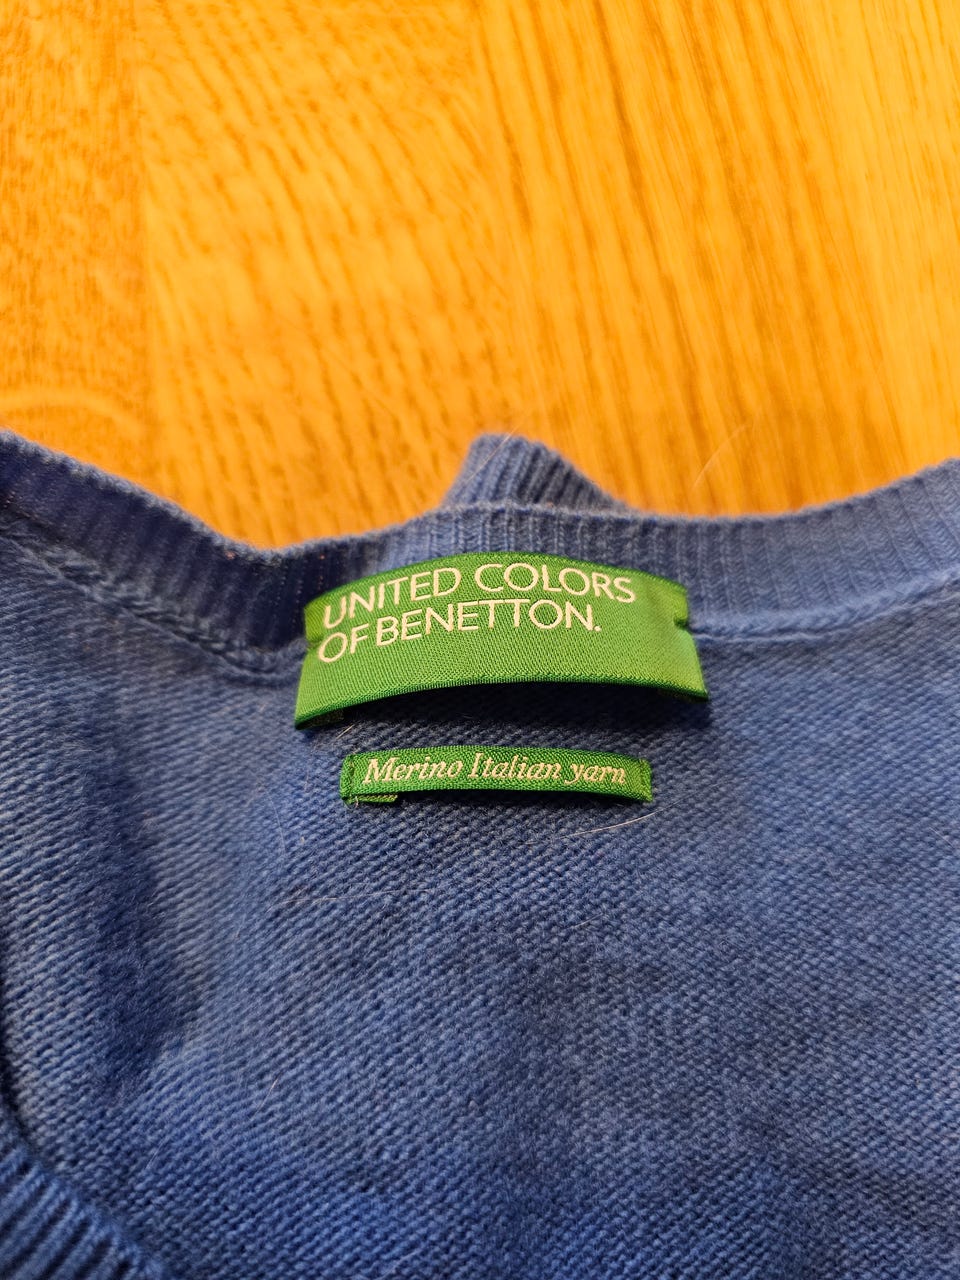 UNITED COLORS
OF BENETTON.
Merino Italian yarn